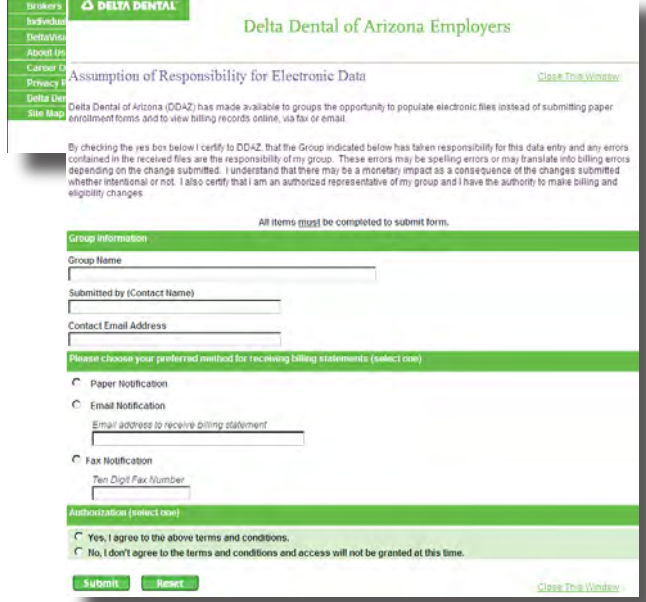 Brokers
Individual
DeltaVisi
About Us
Career O
Privacy P
Delta Den
Site Map
DELTA DENTAL
Delta Dental of Arizona Employers
Assumption of Responsibility for Electronic Data
Close This Window
Delta Dental of Arizona (DDAZ) has made available to groups the opportunity to populate electronic files instead of submitting paper
enrollment forms and to view billing records online, via fax or email.
By checking the yes box below I certify to DDAZ, that the Group indicated below has taken responsibility for this data entry and any errors
contained in the received files are the responsibility of my group. These errors may be spelling errors or may translate into billing errors
depending on the change submitted. I understand that there may be a monetary impact as a consequence of the changes submitted
whether intentional or not. I also certify that I am an authorized representative of my group and I have the authority to make billing and
eligibility changes.
All items must be completed to submit form.
Group Information
Group Name
Submitted by (Contact Name)
Contact Email Address
Please choose your preferred method for receiving billing statements (select one)
Paper Notification
Email Notification
Email address to receive billing statement
Fax Notification
Ten Digit Fax Number
Authorization (select one)
Yes, I agree to the above terms and conditions.
No, I don't agree to the terms and conditions and access will not be granted at this time.
Submit Reset
Close This Window